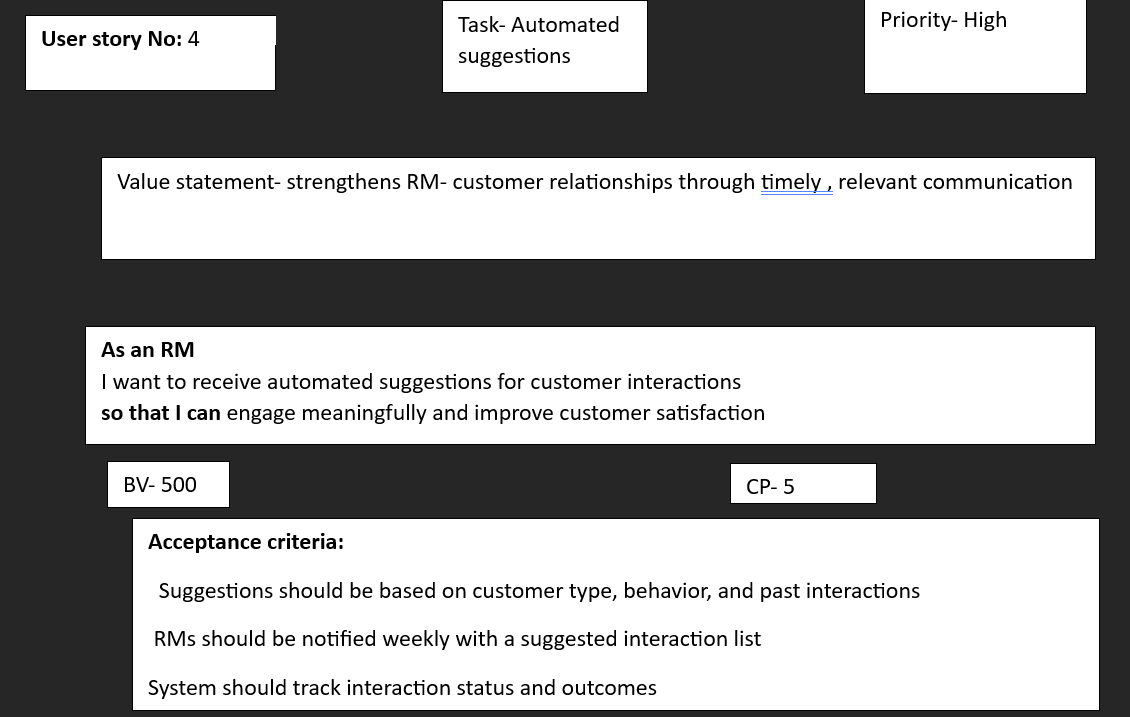 User story No: 4
Task- Automated
suggestions
Priority- High
Value statement- strengthens RM- customer relationships through timely , relevant communication
As an RM
I want to receive automated suggestions for customer interactions
so that I can engage meaningfully and improve customer satisfaction
BV- 500
CP- 5
Acceptance criteria:
Suggestions should be based on customer type, behavior, and past interactions
RMs should be notified weekly with a suggested interaction list
System should track interaction status and outcomes